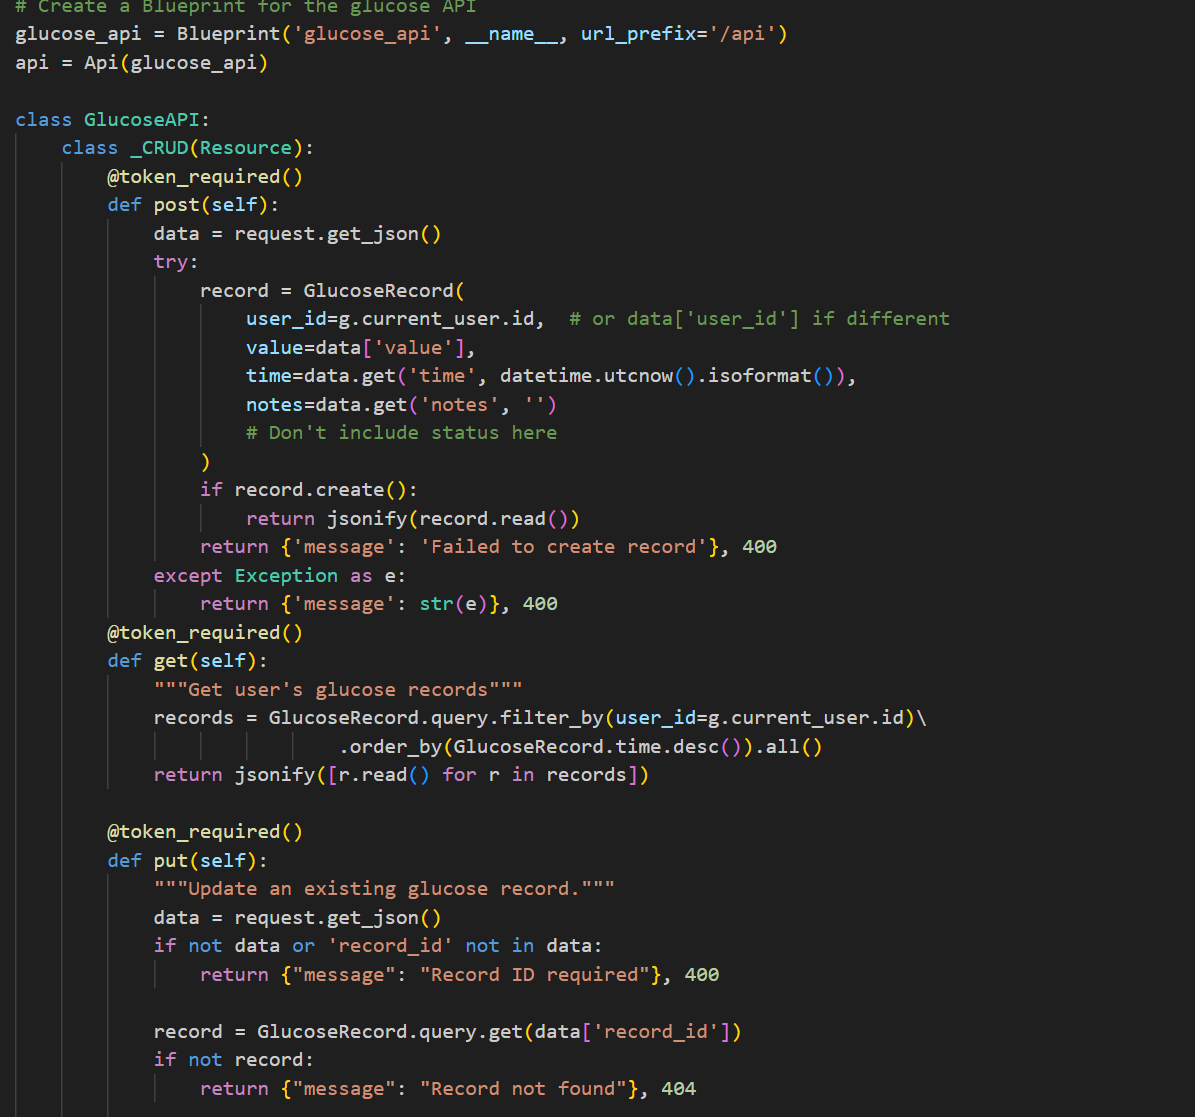 # Create a Blueprint for the glucose API
glucose_api = Blueprint('glucose_api', __name__, url_prefix='/api')
api = Api(glucose_api)
class GlucoseAPI:
class _CRUD(Resource):
@token_required()
def post(self):
data = request.get_json()
try:
record = GlucoseRecord(
user_id=g.current_user.id,  # or data['user_id'] if different
value=data['value'],
time=data.get('time', datetime.utcnow().isoformat()),
notes=data.get('notes', '')
# Don't include status here
)
if record.create():
return jsonify(record.read())
return {'message': 'Failed to create record'}, 400
except Exception as e:
return {'message': str(e)}, 400
@token_required()
def get(self):
"""Get user's glucose records"""
records = GlucoseRecord.query.filter_by(user_id=g.current_user.id)\
.order_by(GlucoseRecord.time.desc()).all()
return jsonify([r.read() for r in records])
@token_required()
def put(self):
"""Update an existing glucose record."""
data = request.get_json()
if not data or 'record_id' not in data:
return {"message": "Record ID required"}, 400
record = GlucoseRecord.query.get(data['record_id'])
if not record:
return {"message": "Record not found"}, 404